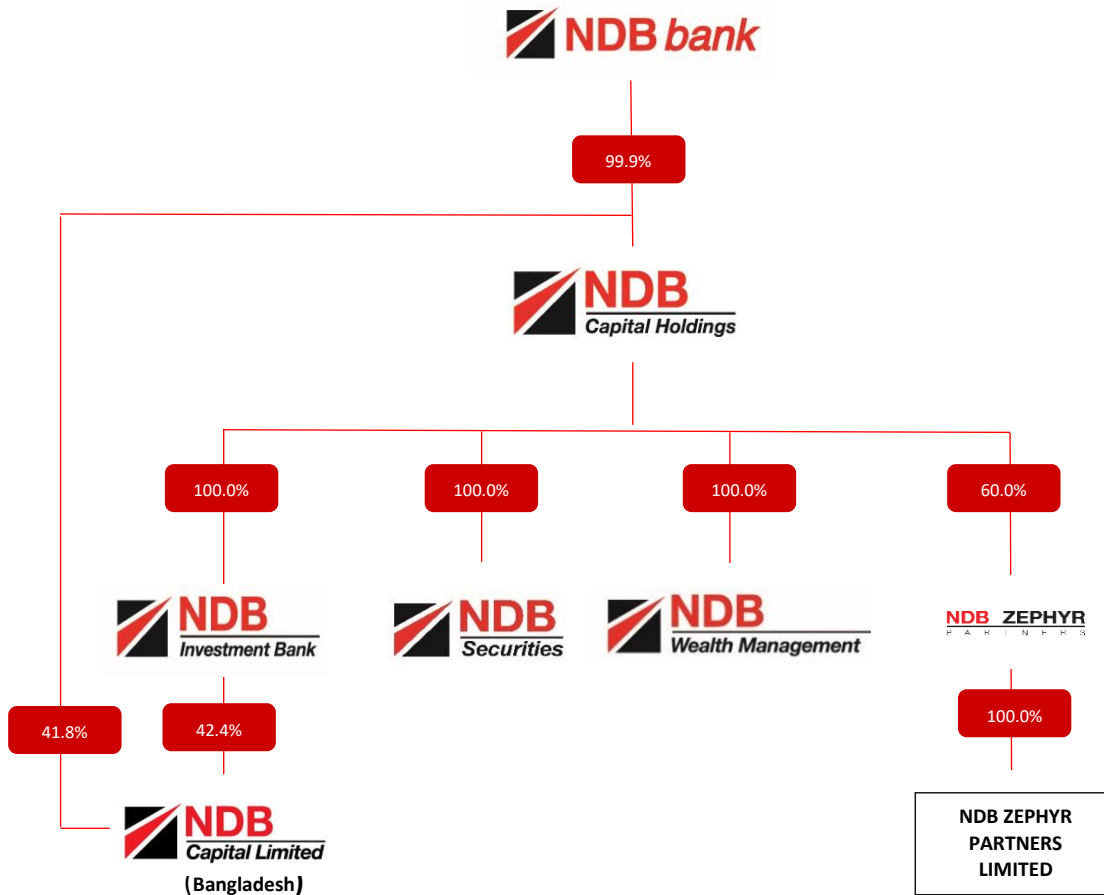 NDB bank
99.9%
NDB
Capital Holdings
100.0%
100.0%
100.0%
60.0%
NDB
Investment Bank
NDB
Securities
NDB
Wealth Management
NDB ZEPHYR
PARTNERS
41.8%
42.4%
100.0%
NDB
Capital Limited
(Bangladesh)
NDB ZEPHYR
PARTNERS
LIMITED